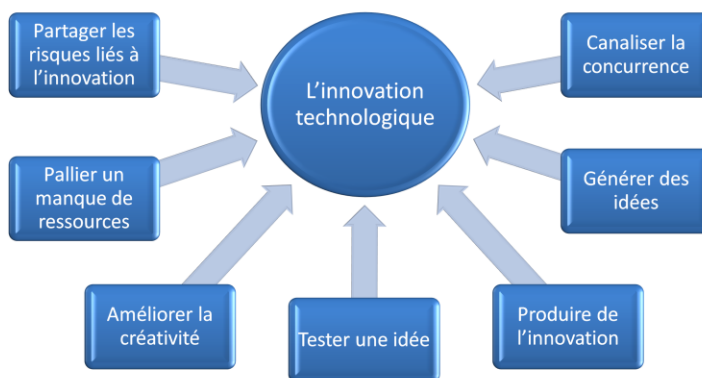 Partager les
risques liés à
l’innovation
L’innovation
technologique
Canaliser la
concurrence
Pallier un
manque de
ressources
Générer des
idées
Améliorer la
créativité
Tester une idée
Produire de
l’innovation